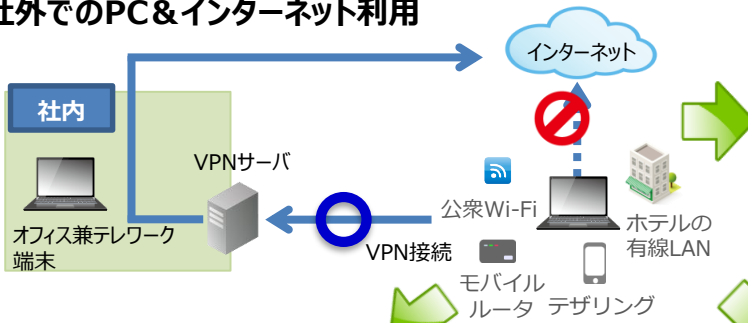 社外でのPC＆インターネット利用
インターネット
社内
VPNサーバ
公衆Wi-Fi
ホテルの
有線LAN
オフィス兼テレワーク
端末
VPN接続
モバイル
ルータ
テザリング